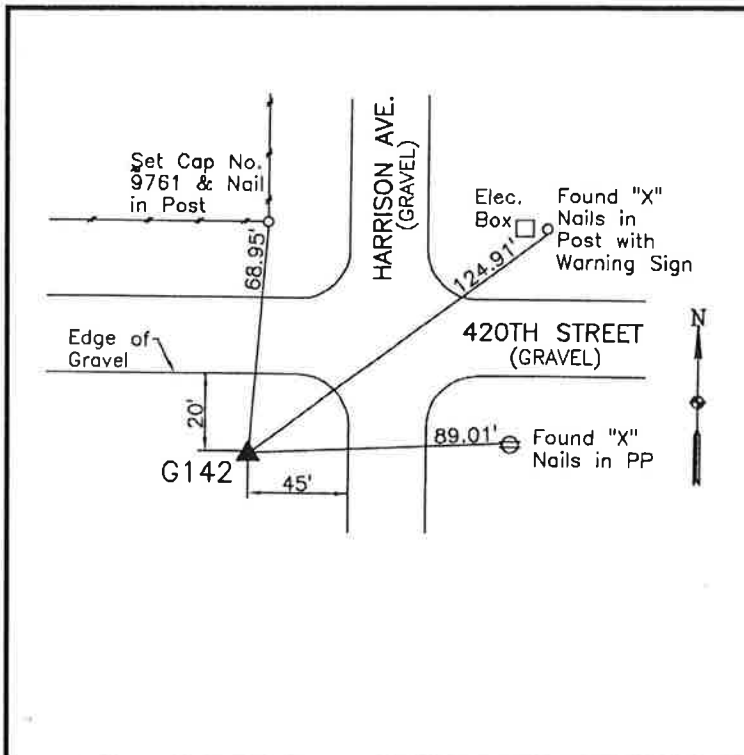 Set Cap No.
9761 & Nail
in Post
68.95'
HARRISON AVE.
(GRAVEL)
Elec.
Box
Found "X"
Nails in
Post with
Warning Sign
124.91'
420TH STREET
(GRAVEL)
N
Edge of
Gravel
20'
G142
45'
89.01'
Found "X"
Nails in PP